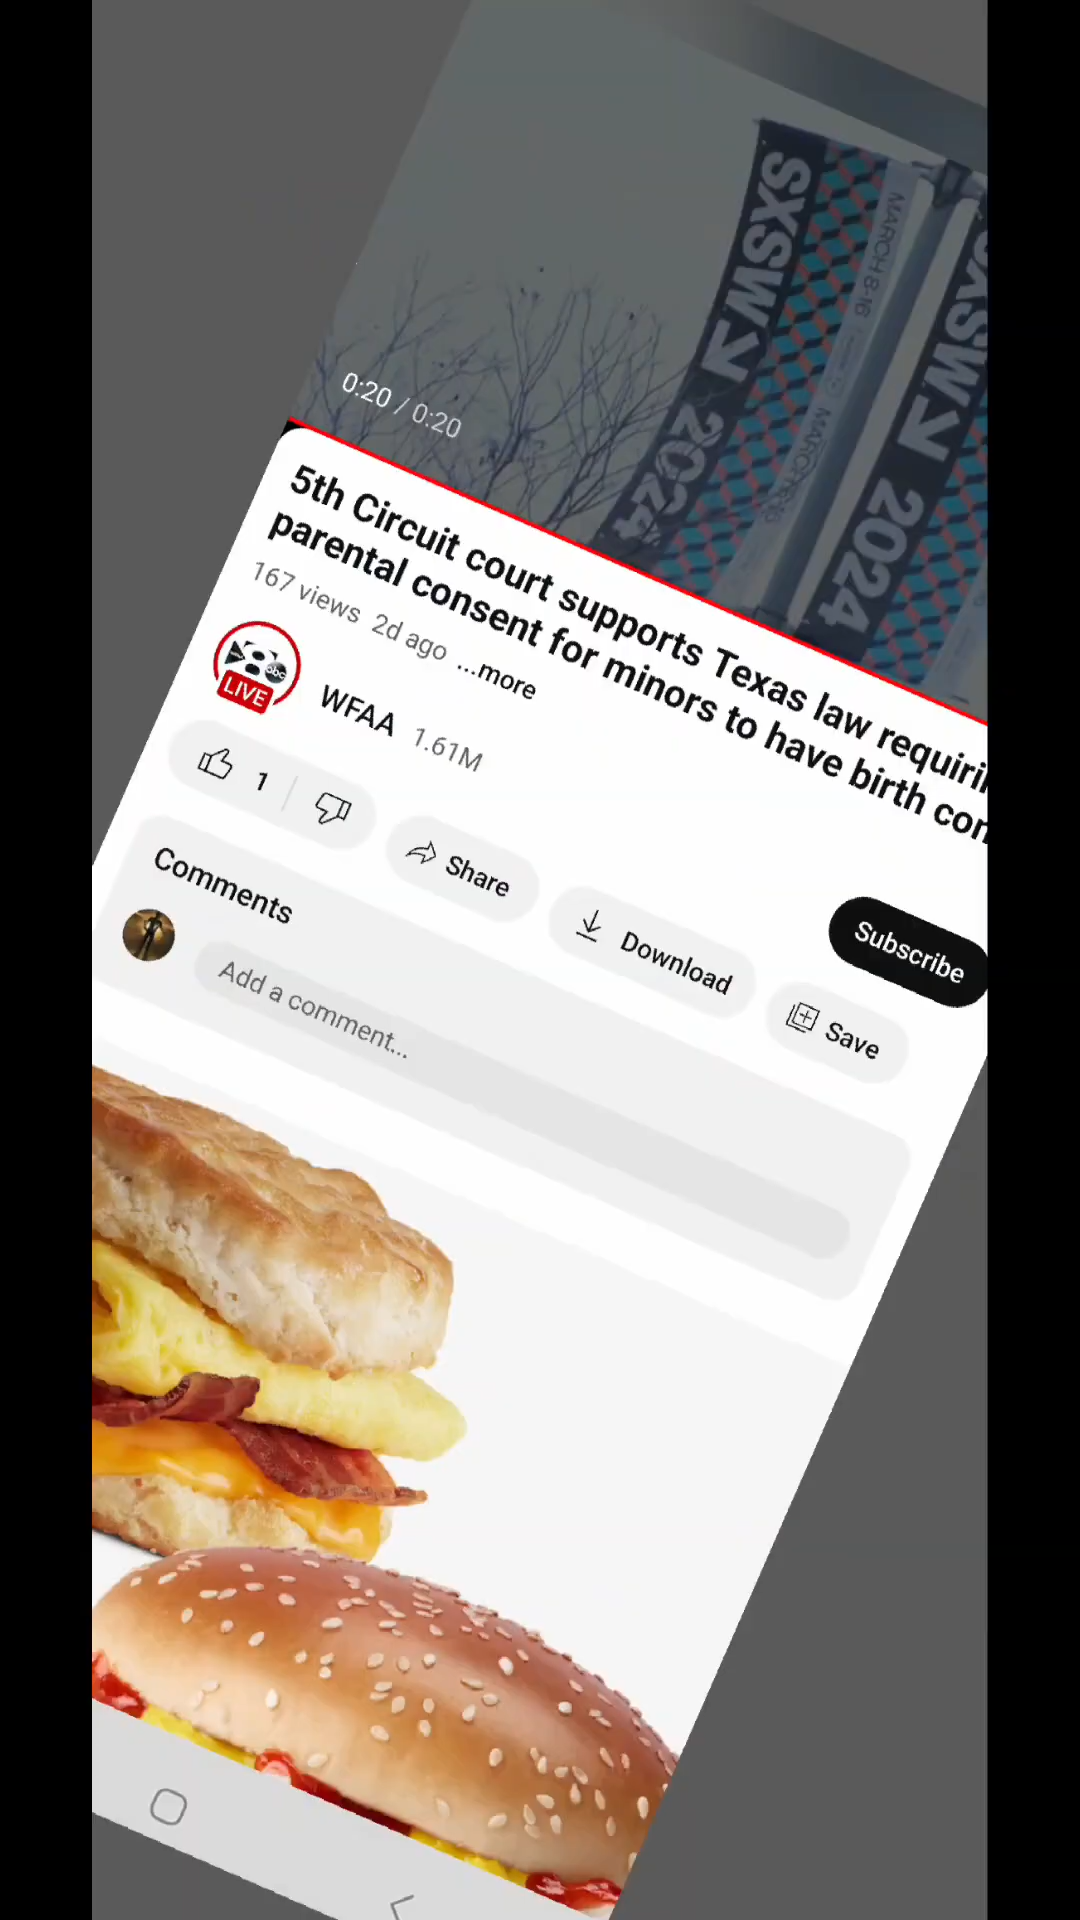 SXSW
2024
MARCH 8-16
SXSW
2024
0:20 / 0:20
5th Circuit court supports Texas law
parental consent for minors to have birth
167 views 2d ago ...more
8
abc
LIVE
WFAA 1.61M
Subscribe
1
Share
Download
Save
Comments
Add a comment...